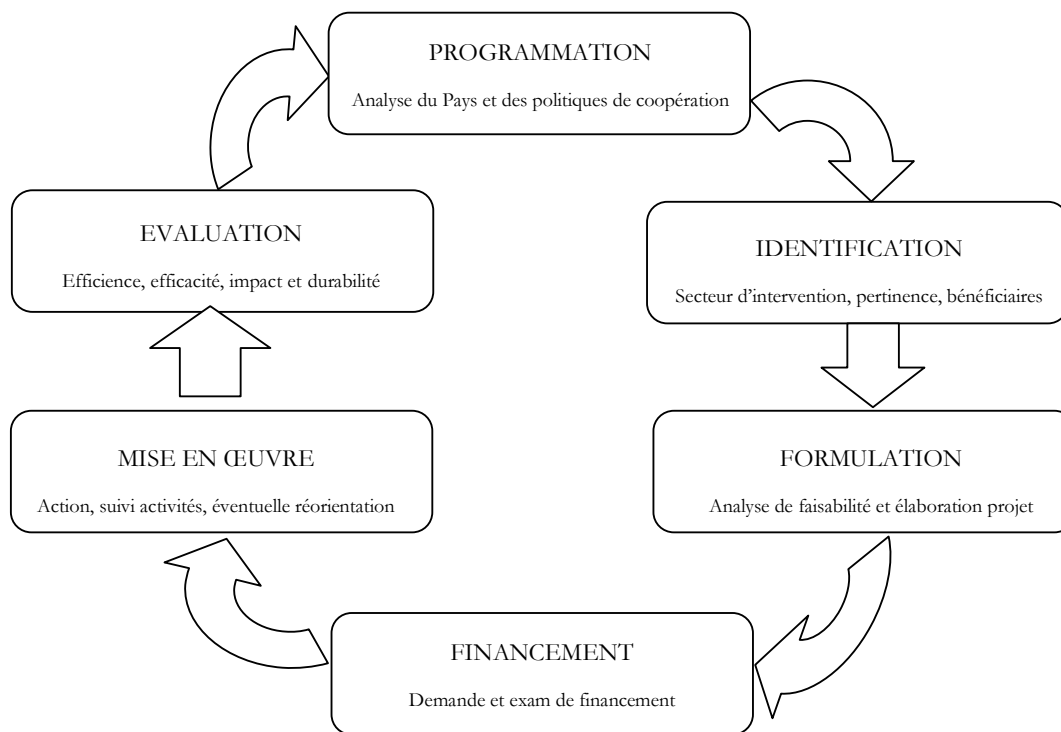 PROGRAMMATION
Analyse du Pays et des politiques de coopération
IDENTIFICATION
Secteur d’intervention, pertinence, bénéficiaires
FORMULATION
Analyse de faisabilité et élaboration projet
FINANCEMENT
Demande et exam de financement
MISE EN ŒUVRE
Action, suivi activités, éventuelle réorientation
EVALUATION
Efficience, efficacité, impact et durabilité